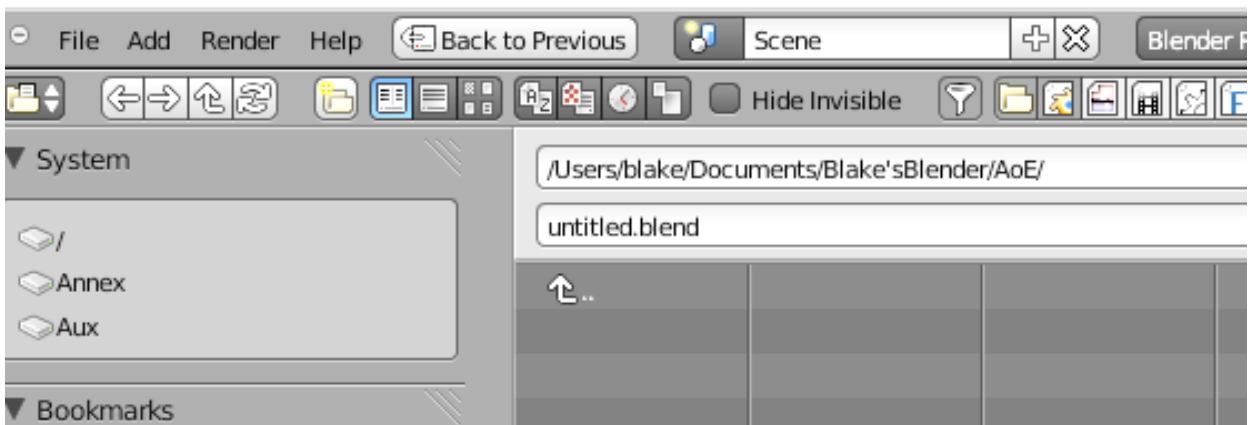 File Add Render Help Back to Previous Scene Blender
Hide Invisible
System
/Users/blake/Documents/Blake'sBlender/AoE/
untitled.blend
/
Annex
Aux
..
Bookmarks